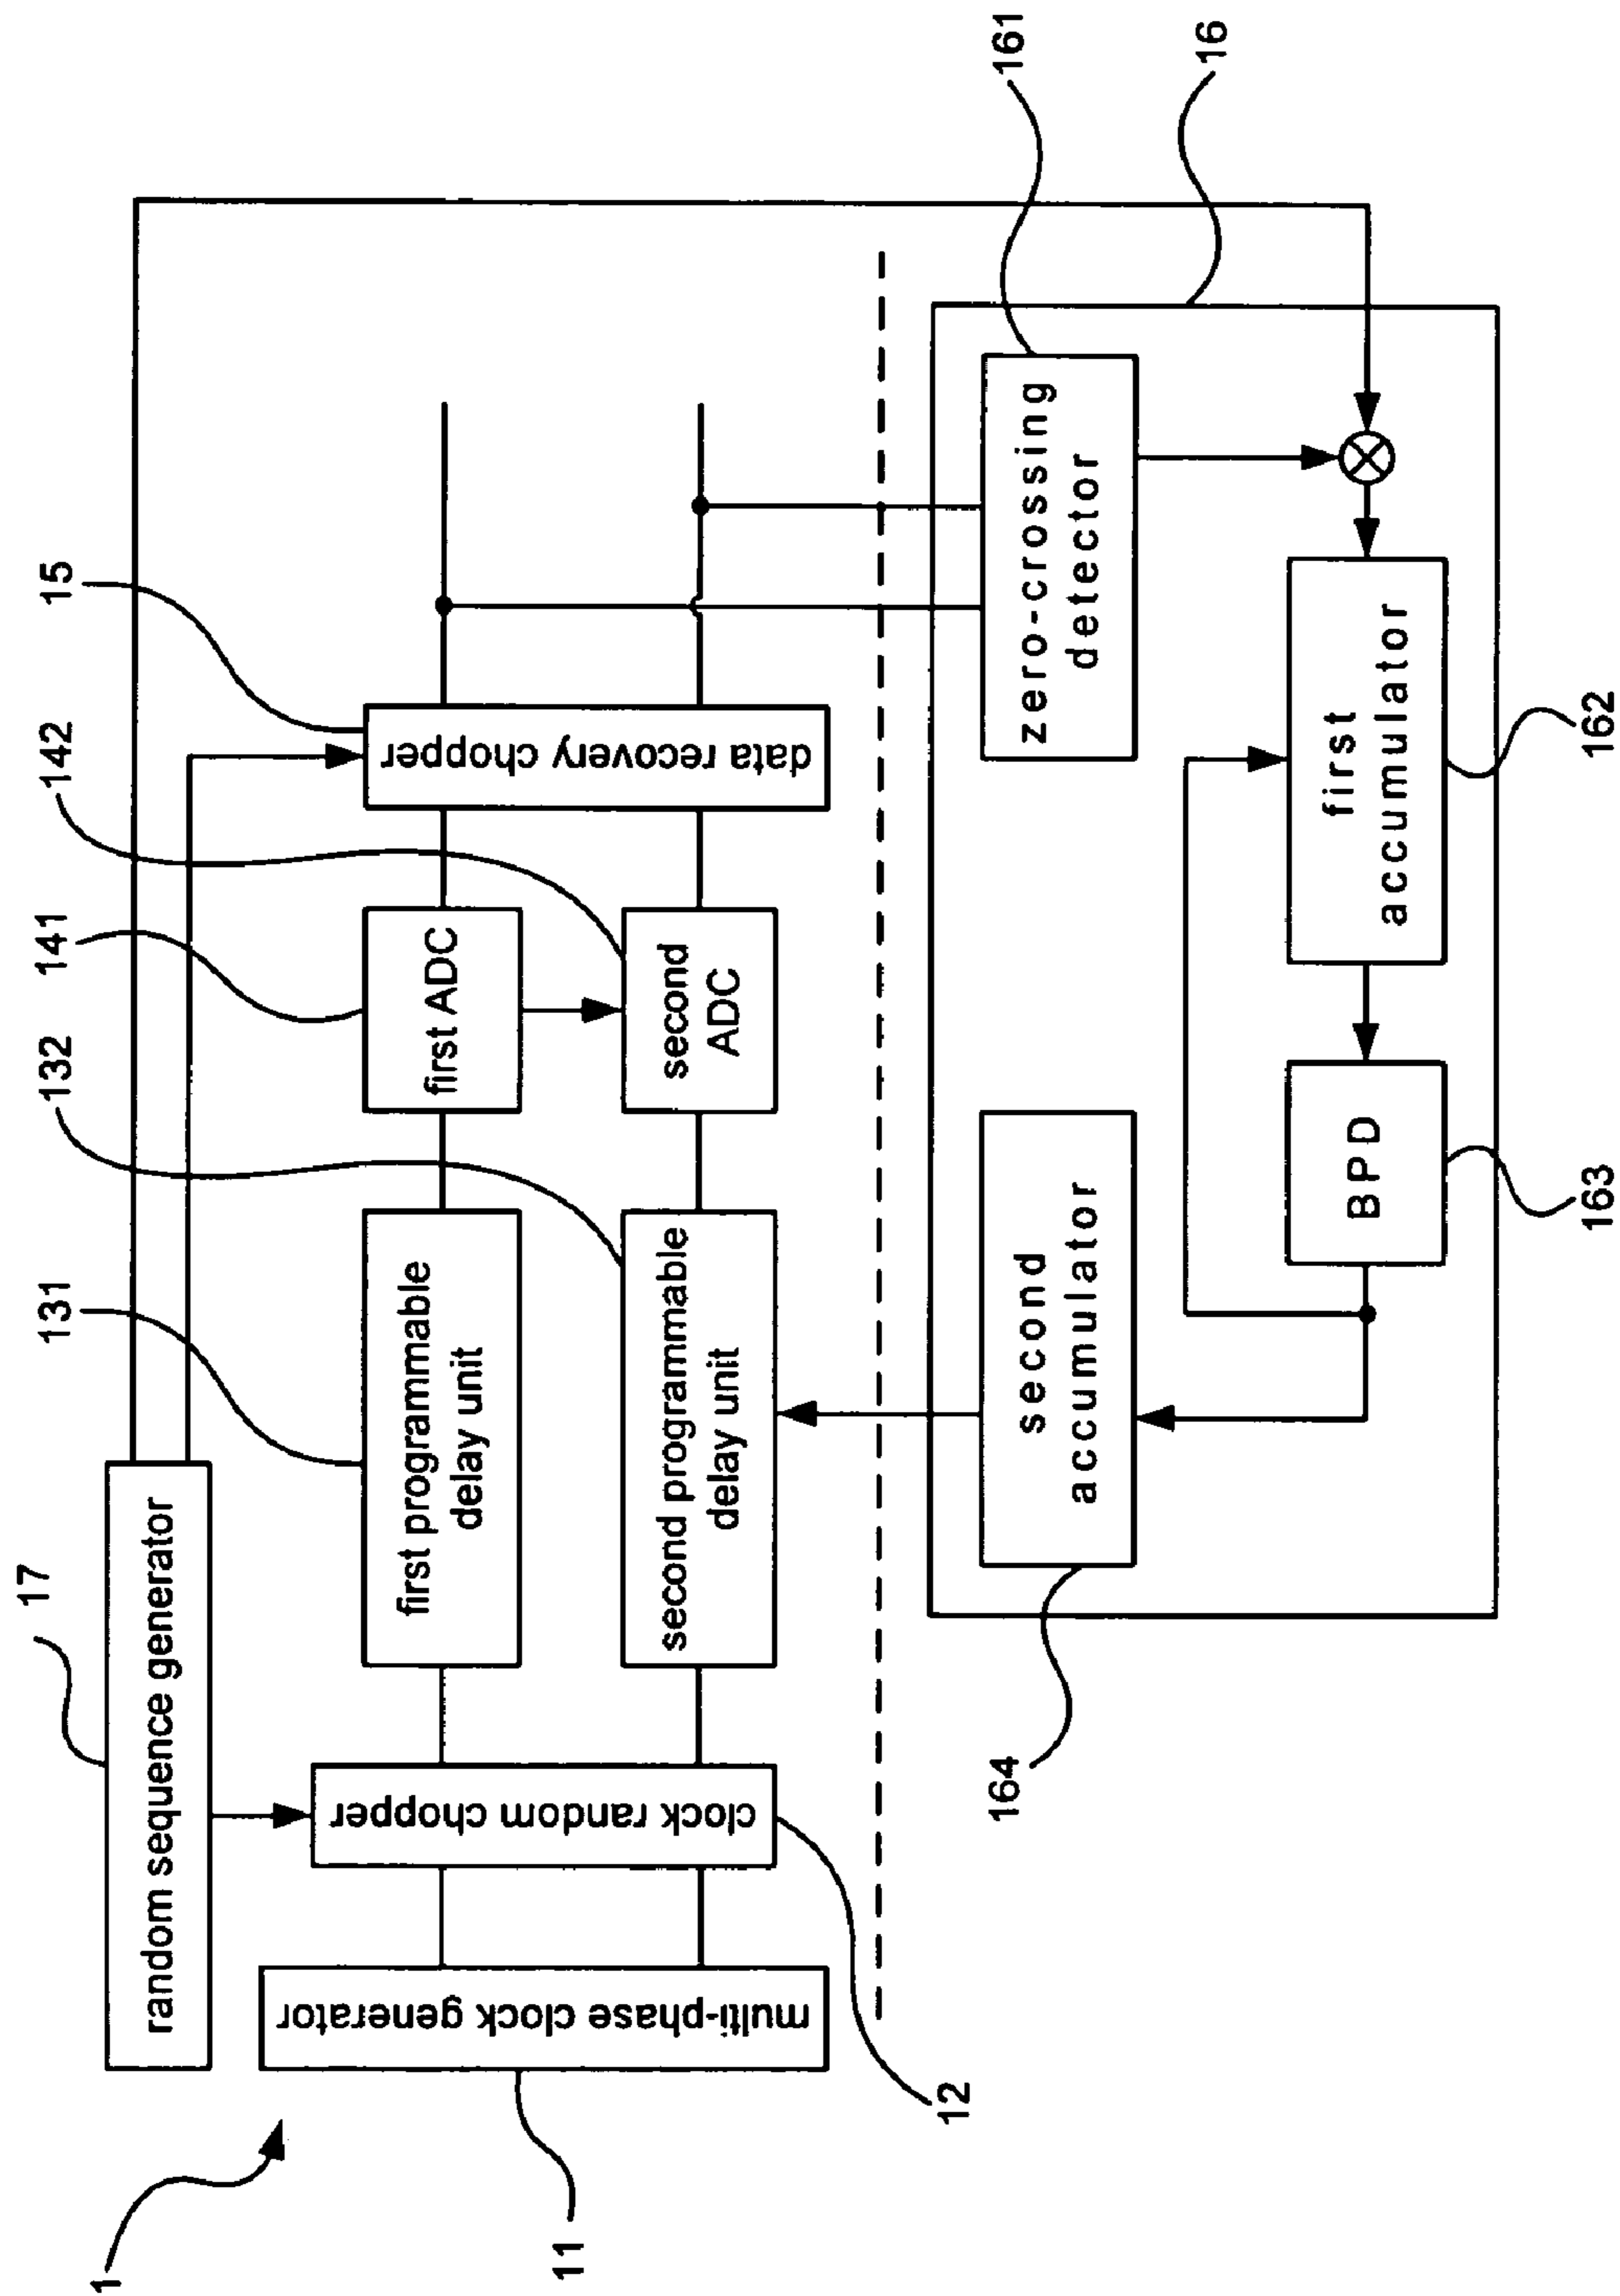 1
17
random sequence generator
11
multi-phase clock generator
12
clock random chopper
131
first programmable
delay unit
132
second programmable
delay unit
141
first ADC
142
second
ADC
15
data recovery chopper
16
161
zero-crossing
detector
162
first
accumulator
163
BPD
164
second
accumulator